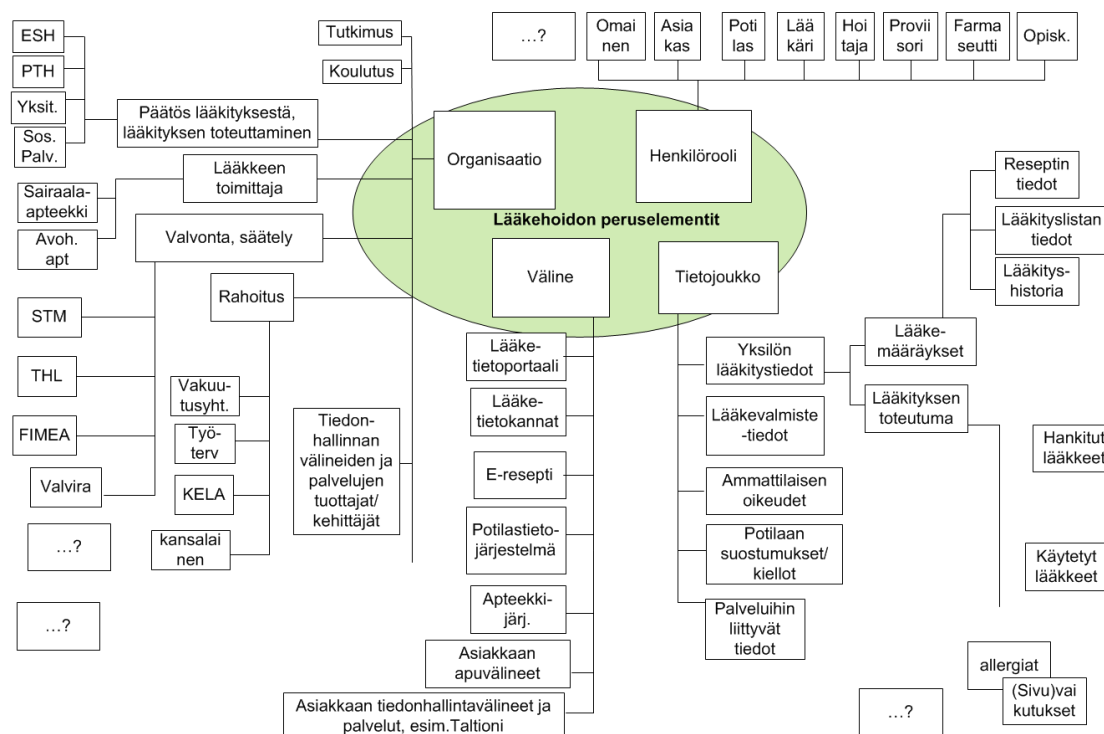 ESH
PTH
Yksit.
Sos.
Palv.
Päätös lääkityksestä,
lääkityksen toteuttaminen
Tutkimus
Koulutus
Lääkkeen
toimittaja
Sairaala-
apteekki
Avoh.
apt
Valvonta, säätely
STM
THL
FIMEA
Valvira
…?
…?
Rahoitus
Vakuu-
tusyht.
Työ-
terv
KELA
kansalai
nen
Tiedon-
hallinnan
välineiden ja
palvelujen
tuottajat/
kehittäjät
…?
Omai
nen
Asia
kas
Poti
las
Lää
käri
Hoi
taja
Provii
sori
Farma
seutti
Opisk.
Organisaatio
Henkilörooli
Lääkehoidon peruselementit
Väline
Tietojoukko
Lääke-
tietoportaali
Lääke-
tietokannat
E-resepti
Potilastieto-
järjestelmä
Apteekki-
järj.
Asiakkaan
apuvälineet
Asiakkaan tiedonhallintavälineet ja
palvelut, esim.Taltioni
Yksilön
lääkitystiedot
Lääkevalmiste
-tiedot
Ammattilaisen
oikeudet
Potilaan
suostumukset/
kiellot
Palveluihin
liittyvät
tiedot
Lääke-
määräykset
Lääkityksen
toteutuma
Reseptin
tiedot
Lääkityslistan
tiedot
Lääkitys-
historia
Hankitut
lääkkeet
Käytetyt
lääkkeet
allergiat
(Sivu)vai
kutukset
…?